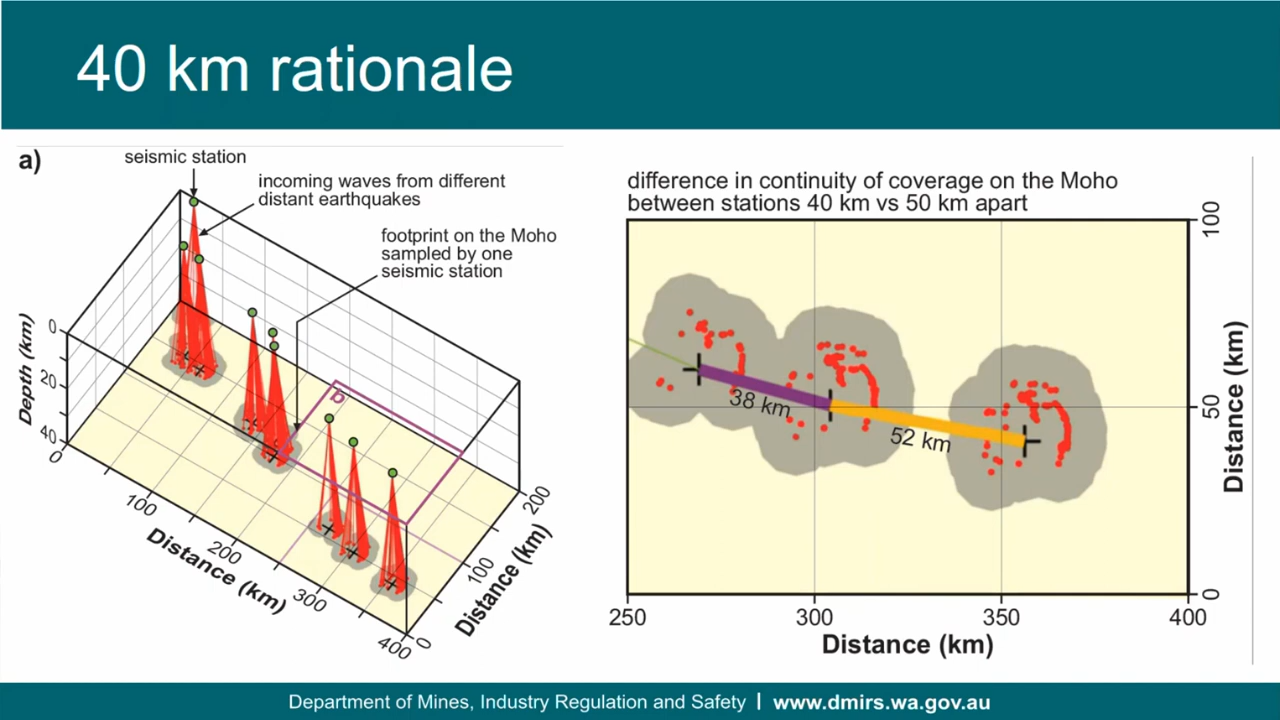 40 km rationale
a)
seismic station
incoming waves from different
distant earthquakes
footprint on the Moho
sampled by one
seismic station
b
Depth (km)
0
20
40
0
100
200
300
400
Distance (km)
0
100
200
Distance (km)
difference in continuity of coverage on the Moho
between stations 40 km vs 50 km apart
38 km
52 km
100
50
0
Distance (km)
250
300
350
400
Distance (km)
Department of Mines, Industry Regulation and Safety | www.dmirs.wa.gov.au